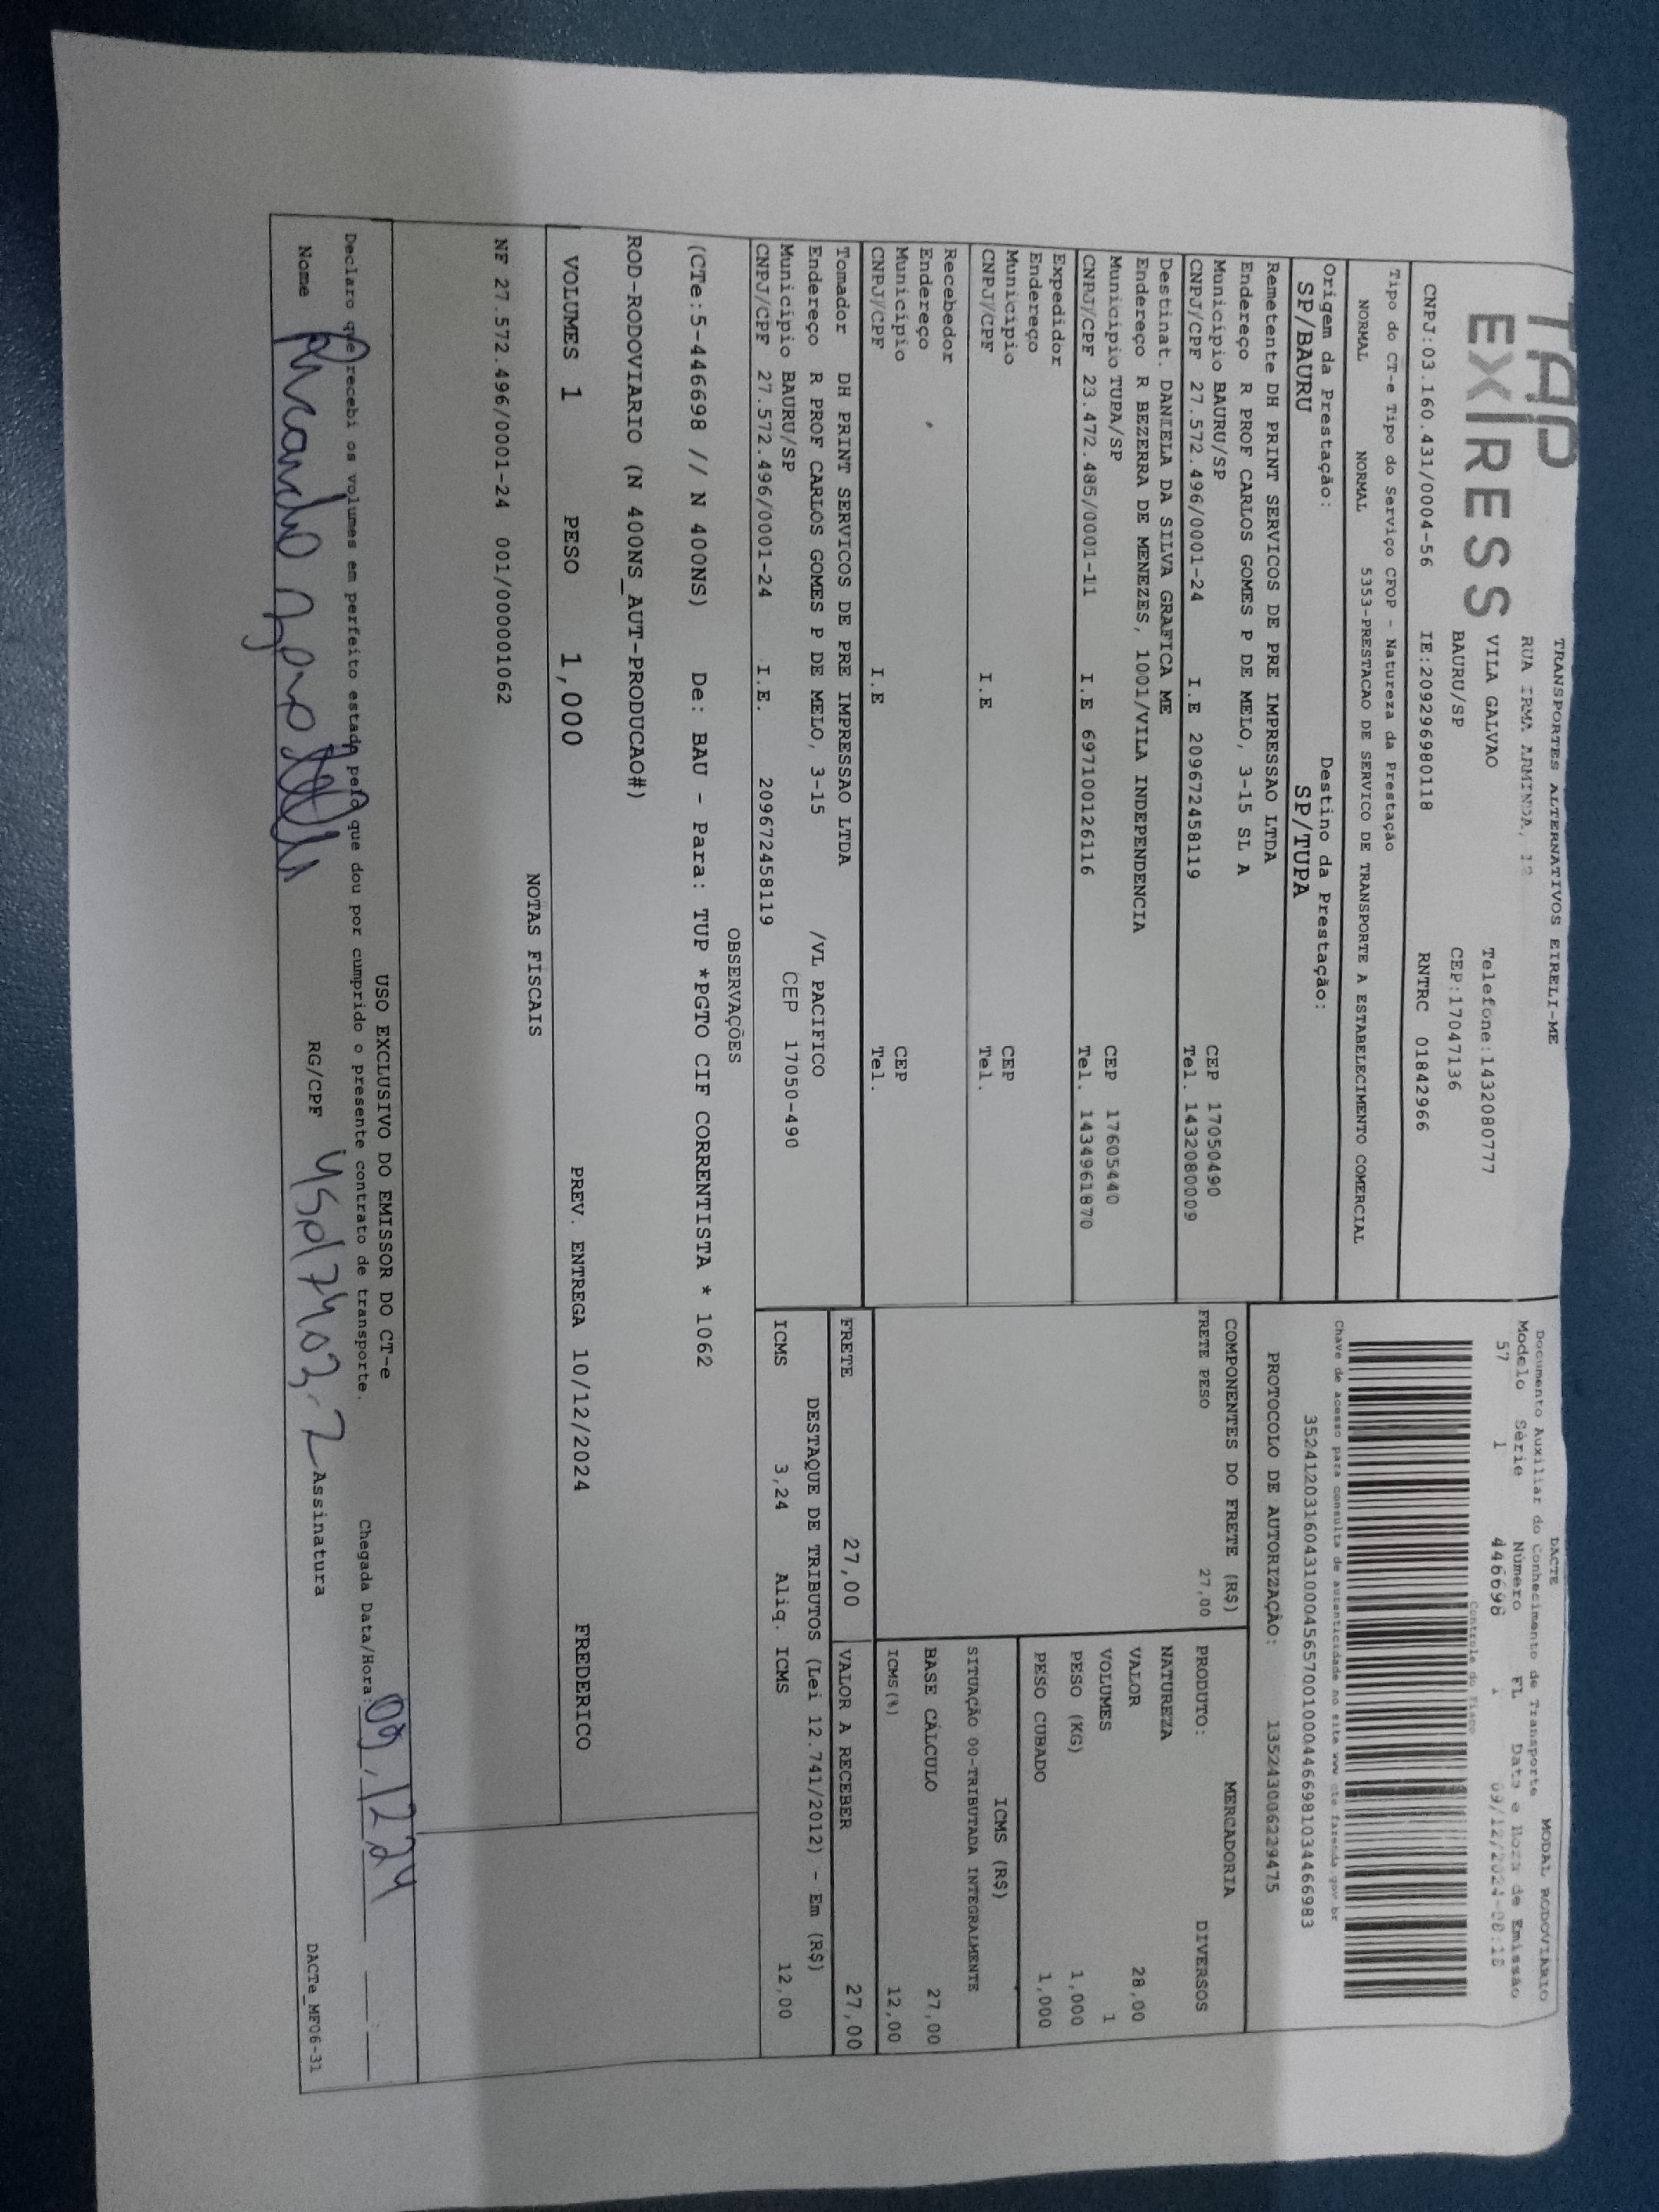 TAP
EXPRESS
TRANSPORTES ALTERNATIVOS EIRELI-ME
RUA IRMA ARMINDA, 12
VILA GALVAO Telefone:1432080777
BAURU/SP CEP:17047136
CNPJ:03.160.431/0004-56 IE:209296980118 RNTRC 01842966
Tipo do CT-e Tipo do Serviço CFOP - Natureza da Prestação
NORMAL NORMAL 5353-PRESTACAO DE SERVICO DE TRANSPORTE A ESTABELECIMENTO COMERCIAL
Origem da Prestação: Destino da Prestação:
SP/BAURU SP/TUPA
Remetente DH PRINT SERVICOS DE PRE IMPRESSAO LTDA
Endereço R PROF CARLOS GOMES P DE MELO, 3-15 SL A
Município BAURU/SP CEP 17050490
CNPJ/CPF 27.572.496/0001-24 I.E 209672458119 Tel. 1432080009
Destinat. DANIELA DA SILVA GRAFICA ME
Endereço R BEZERRA DE MENEZES, 1001/VILA INDEPENDENCIA
Município TUPA/SP CEP 17605440
CNPJ/CPF 23.472.485/0001-11 I.E 697100126116 Tel. 1434961870
Expedidor
Endereço
Município CEP
CNPJ/CPF I.E Tel.
Recebedor
Endereço
Município CEP
CNPJ/CPF I.E Tel.
Tomador DH PRINT SERVICOS DE PRE IMPRESSAO LTDA
Endereço R PROF CARLOS GOMES P DE MELO, 3-15 /VL PACIFICO
Município BAURU/SP CEP 17050-490
CNPJ/CPF 27.572.496/0001-24 I.E. 209672458119
DACTE MODAL RODOVIÁRIO
Documento Auxiliar do Conhecimento de Transporte
Modelo Série Número FL Data e Hora de Emissão
57 1 446698 1 09/12/2024-08:18
Controle do Fisco
Chave de acesso para consulta de autenticidade no site www.cte.fazenda.gov.br
35241203160431000456570010004466981034466983
PROTOCOLO DE AUTORIZAÇÃO: 135243006229475
COMPONENTES DO FRETE (R$)
FRETE PESO 27,00
MERCADORIA
PRODUTO: DIVERSOS
NATUREZA
VALOR 28,00
VOLUMES 1
PESO (KG) 1,000
PESO CUBADO 1,000
ICMS (R$)
SITUAÇÃO 00-TRIBUTADA INTEGRALMENTE
BASE CÁLCULO 27,00
ICMS(%) 12,00
FRETE 27,00 VALOR A RECEBER 27,00
DESTAQUE DE TRIBUTOS (Lei 12.741/2012) - Em (R$)
ICMS 3,24 Aliq. ICMS 12,00
OBSERVAÇÕES
(CTe:5-446698 // N 400NS) De: BAU - Para: TUP *PGTO CIF CORRENTISTA * 1062
ROD-RODOVIARIO (N 400NS_AUT-PRODUCAO#)
VOLUMES 1 PESO 1,000 PREV. ENTREGA 10/12/2024 FREDERICO
NOTAS FISCAIS
NF 27.572.496/0001-24 001/000001062
USO EXCLUSIVO DO EMISSOR DO CT-e
Declaro que recebi os volumes em perfeito estado pelo que dou por cumprido o presente contrato de transporte. Chegada Data/Hora: 09,12 24
Nome RG/CPF Assinatura
DACTe_MF06-31